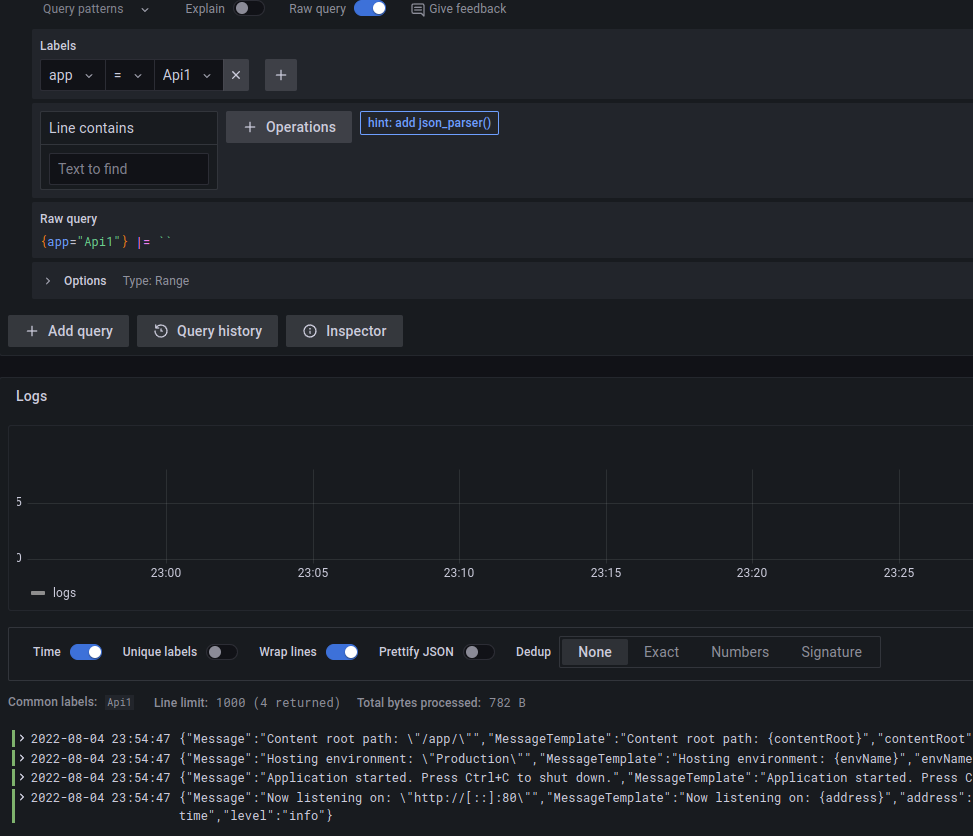 Query patterns Explain Raw query Give feedback
Labels
app = Api1 × +
Line contains + Operations hint: add json_parser()
Text to find
Raw query
{app="Api1"} |= ``
> Options Type: Range
+ Add query Query history Inspector
Logs
5
0
23:00 23:05 23:10 23:15 23:20 23:25
logs
Time Unique labels Wrap lines Prettify JSON Dedup None Exact Numbers Signature
Common labels: Api1 Line limit: 1000 (4 returned) Total bytes processed: 782 B
> 2022-08-04 23:54:47 {"Message":"Content root path: \"/app/\"","MessageTemplate":"Content root path: {contentRoot}","contentRoot"
> 2022-08-04 23:54:47 {"Message":"Hosting environment: \"Production\"","MessageTemplate":"Hosting environment: {envName}","envName
> 2022-08-04 23:54:47 {"Message":"Application started. Press Ctrl+C to shut down.","MessageTemplate":"Application started. Press C
> 2022-08-04 23:54:47 {"Message":"Now listening on: \"http://[::]:80\"","MessageTemplate":"Now listening on: {address}","address":
time","level":"info"}